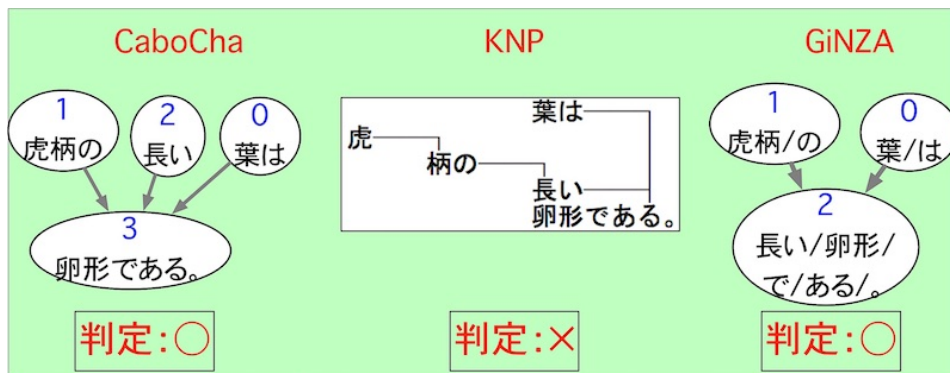 CaboCha
1
虎柄の
2
長い
0
葉は
3
卵形である。
判定:○
KNP
葉は
虎
柄の
長い
卵形である。
判定:×
GiNZA
1
虎柄/の
0
葉/は
2
長い/卵形/
で/ある/。
判定:○